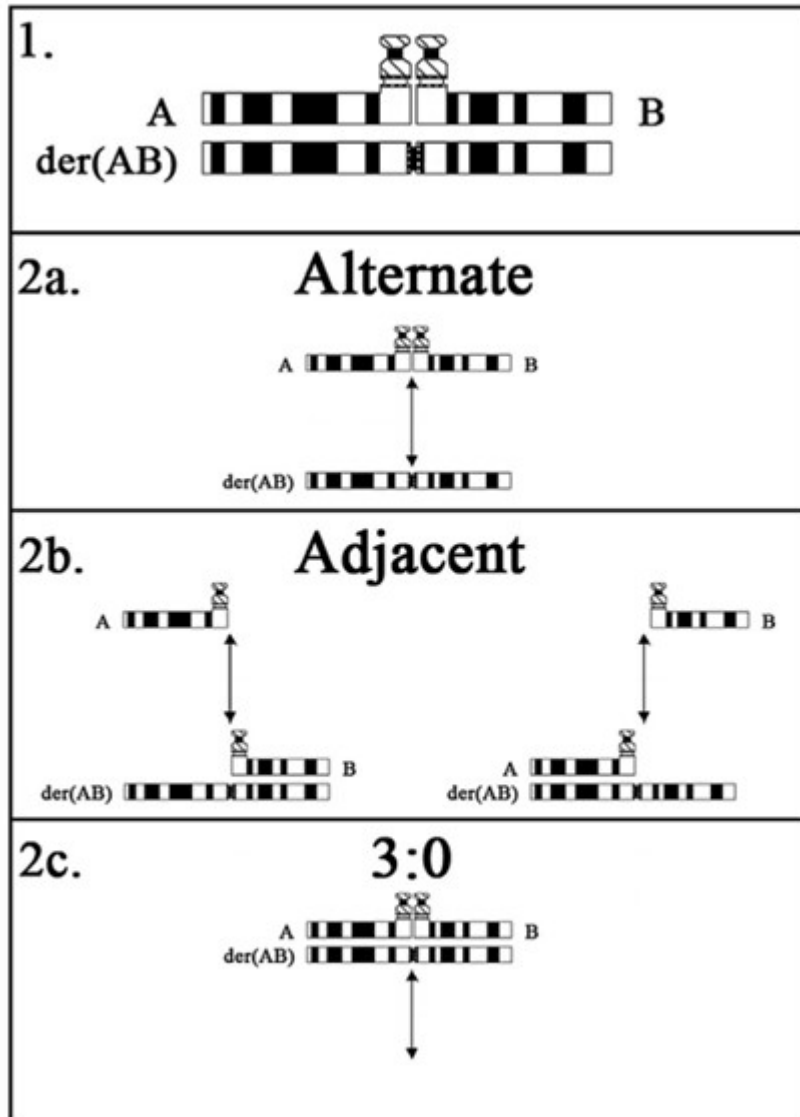 1.
A B
der(AB)
2a. Alternate
A B
der(AB)
2b. Adjacent
A B
B A
der(AB) der(AB)
2c. 3:0
A B
der(AB)